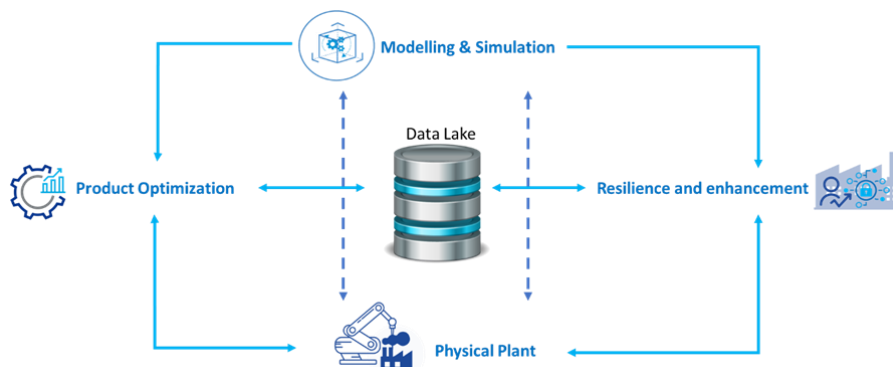 Modelling & Simulation
Data Lake
Product Optimization
Resilience and enhancement
Physical Plant